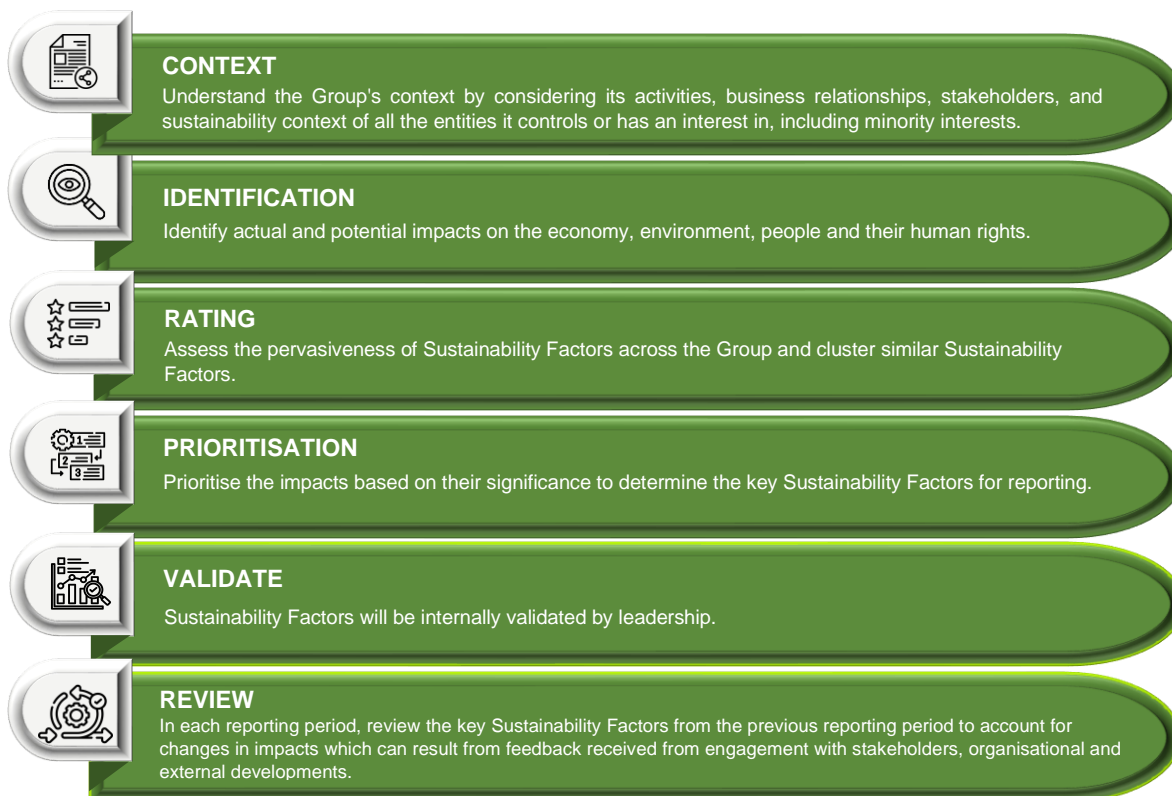 CONTEXT
Understand the Group's context by considering its activities, business relationships, stakeholders, and
sustainability context of all the entities it controls or has an interest in, including minority interests.
IDENTIFICATION
Identify actual and potential impacts on the economy, environment, people and their human rights.
RATING
Assess the pervasiveness of Sustainability Factors across the Group and cluster similar Sustainability
Factors.
1
2
3
PRIORITISATION
Prioritise the impacts based on their significance to determine the key Sustainability Factors for reporting.
VALIDATE
Sustainability Factors will be internally validated by leadership.
REVIEW
In each reporting period, review the key Sustainability Factors from the previous reporting period to account for
changes in impacts which can result from feedback received from engagement with stakeholders, organisational and
external developments.